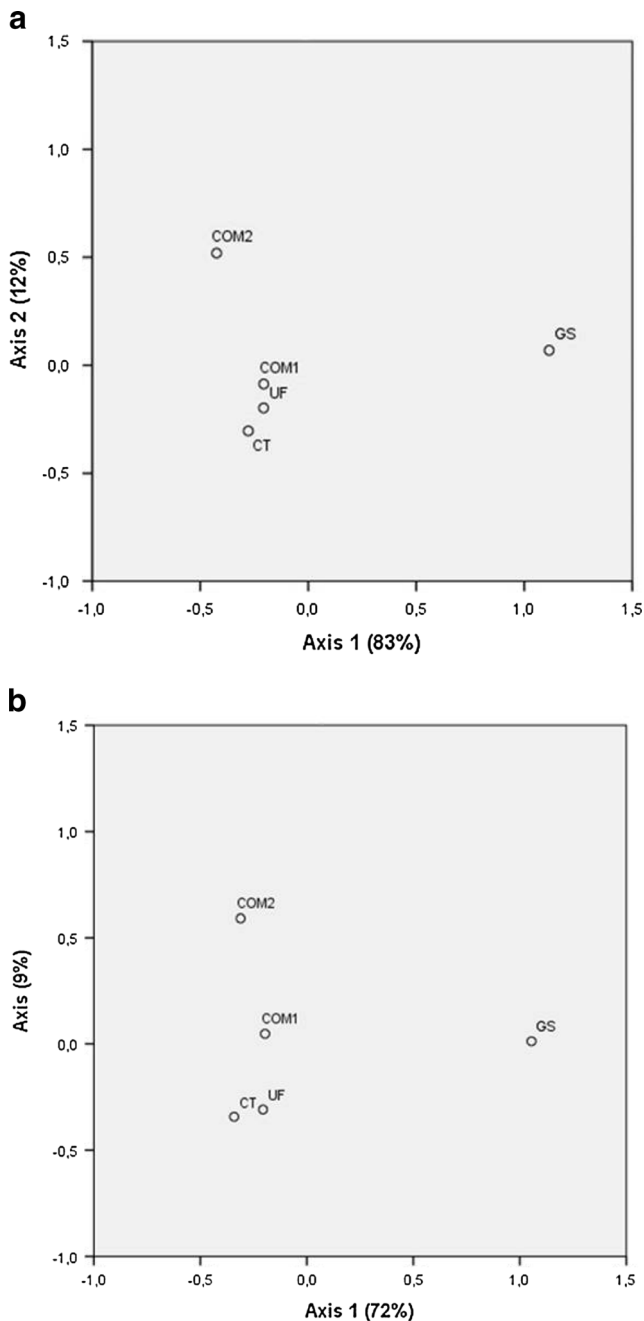 a
1,5
1,0
0,5
0,0
-0,5
-1,0
Axis 2 (12%)
COM2
GS
COM1
UF
CT
-1,0 -0,5 0,0 0,5 1,0 1,5
Axis 1 (83%)
b
1,5
1,0
0,5
0,0
-0,5
-1,0
Axis (9%)
COM2
COM1
GS
CT UF
-1,0 -0,5 0,0 0,5 1,0 1,5
Axis 1 (72%)